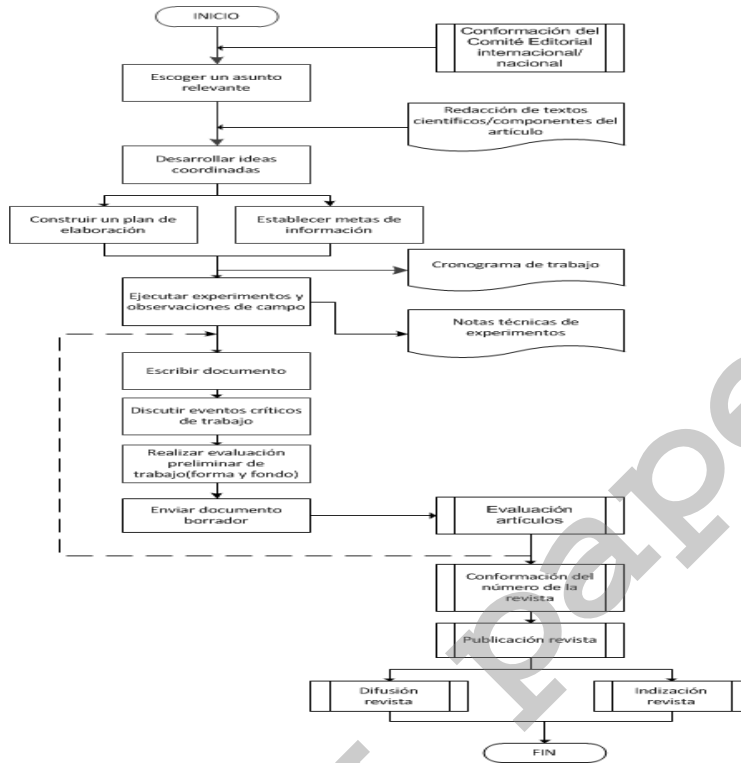 INICIO
Conformación del
Comité Editorial
internacional/
nacional
Escoger un asunto
relevante
Redacción de textos
científicos/componentes del
artículo
Desarrollar ideas
coordinadas
Construir un plan de
elaboración
Establecer metas de
información
Cronograma de trabajo
Ejecutar experimentos y
observaciones de campo
Notas técnicas de
experimentos
Escribir documento
Discutir eventos críticos
de trabajo
Realizar evaluación
preliminar de
trabajo(forma y fondo)
Enviar documento
borrador
Evaluación
artículos
Conformación del
número de la
revista
Publicación revista
Difusión
revista
Indización
revista
FIN
pape